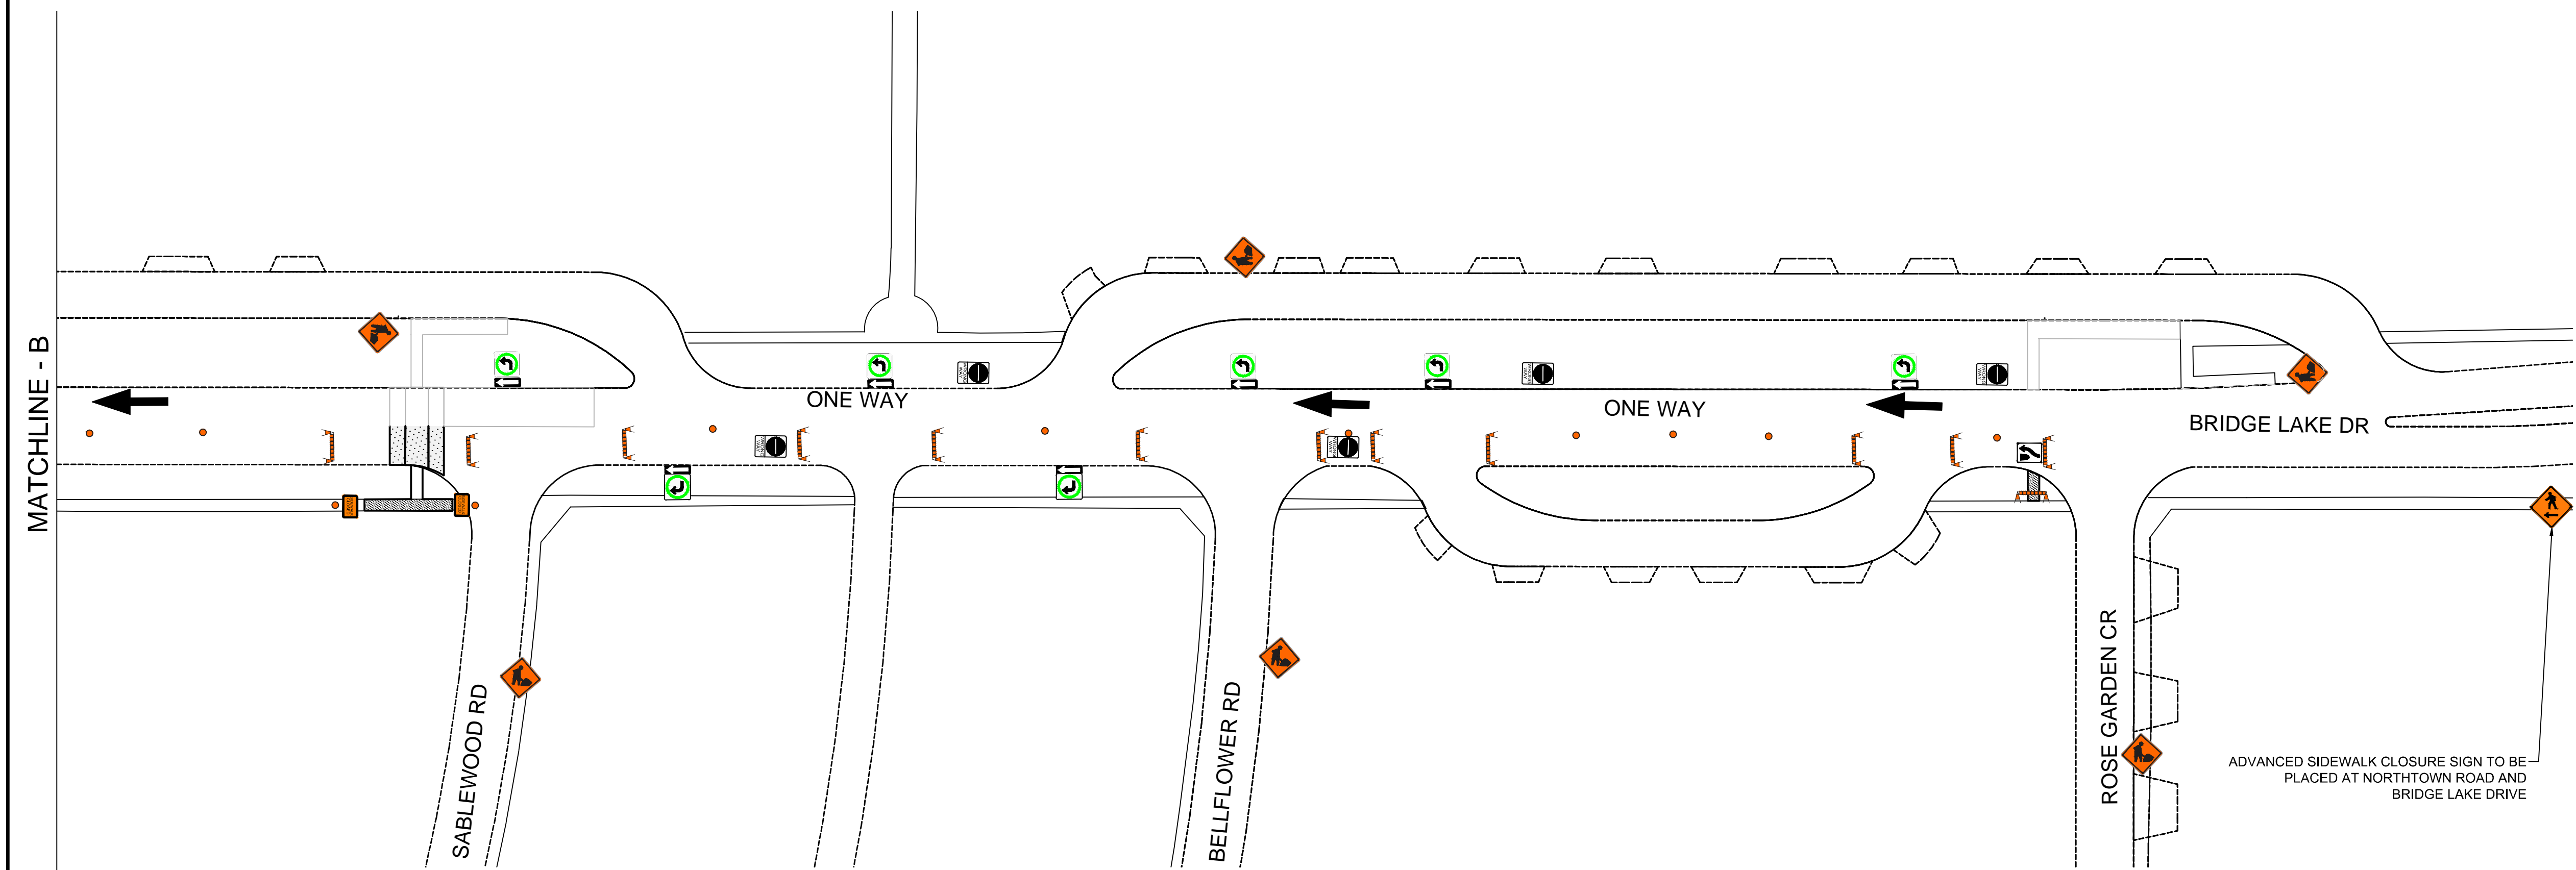 MATCHLINE - B
ONE WAY
ONE WAY
BRIDGE LAKE DR
SABLEWOOD RD
BELLFLOWER RD
ROSE GARDEN CR
ADVANCED SIDEWALK CLOSURE SIGN TO BE
PLACED AT NORTHTOWN ROAD AND
BRIDGE LAKE DRIVE